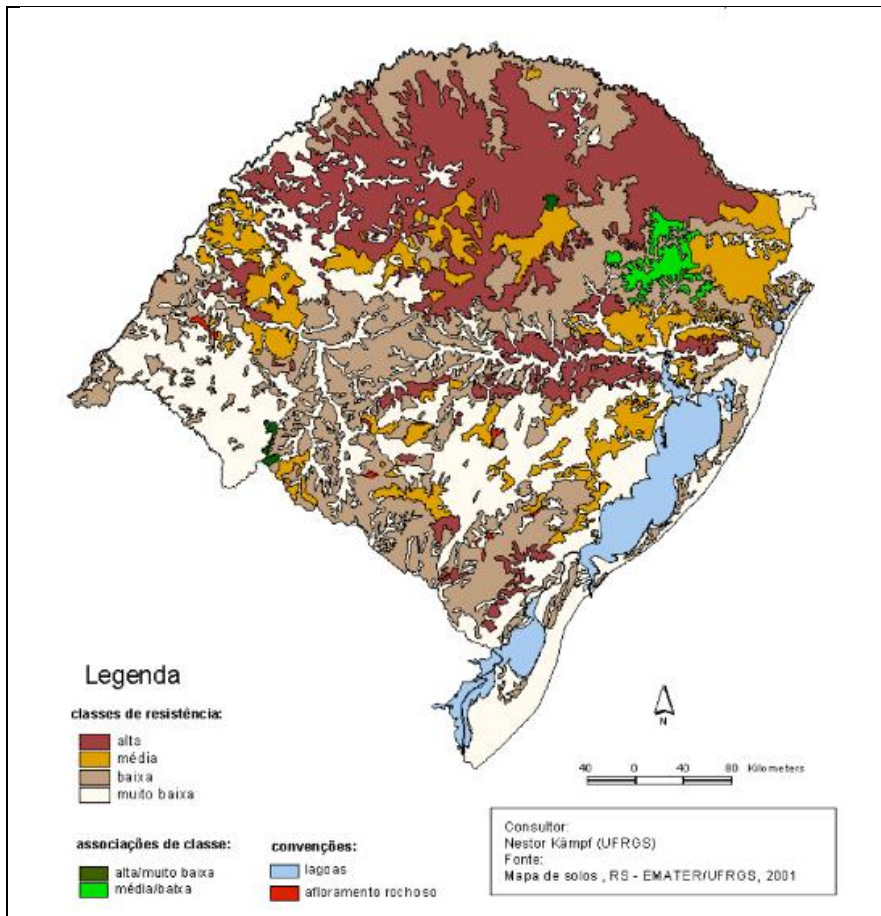 Legenda
classes de resisténcia:
alta
média
baixa
muito baixa
associações de classe:
alta/muito baixa
média/baixa
convenções:
lagoas
afloramento rochoso
N
40 0 40 80 Kilometers
Consultor:
Nestor Kämpf (UFRGS)
Fonte:
Mapa de solos , RS - EMATER/UFRGS, 2001